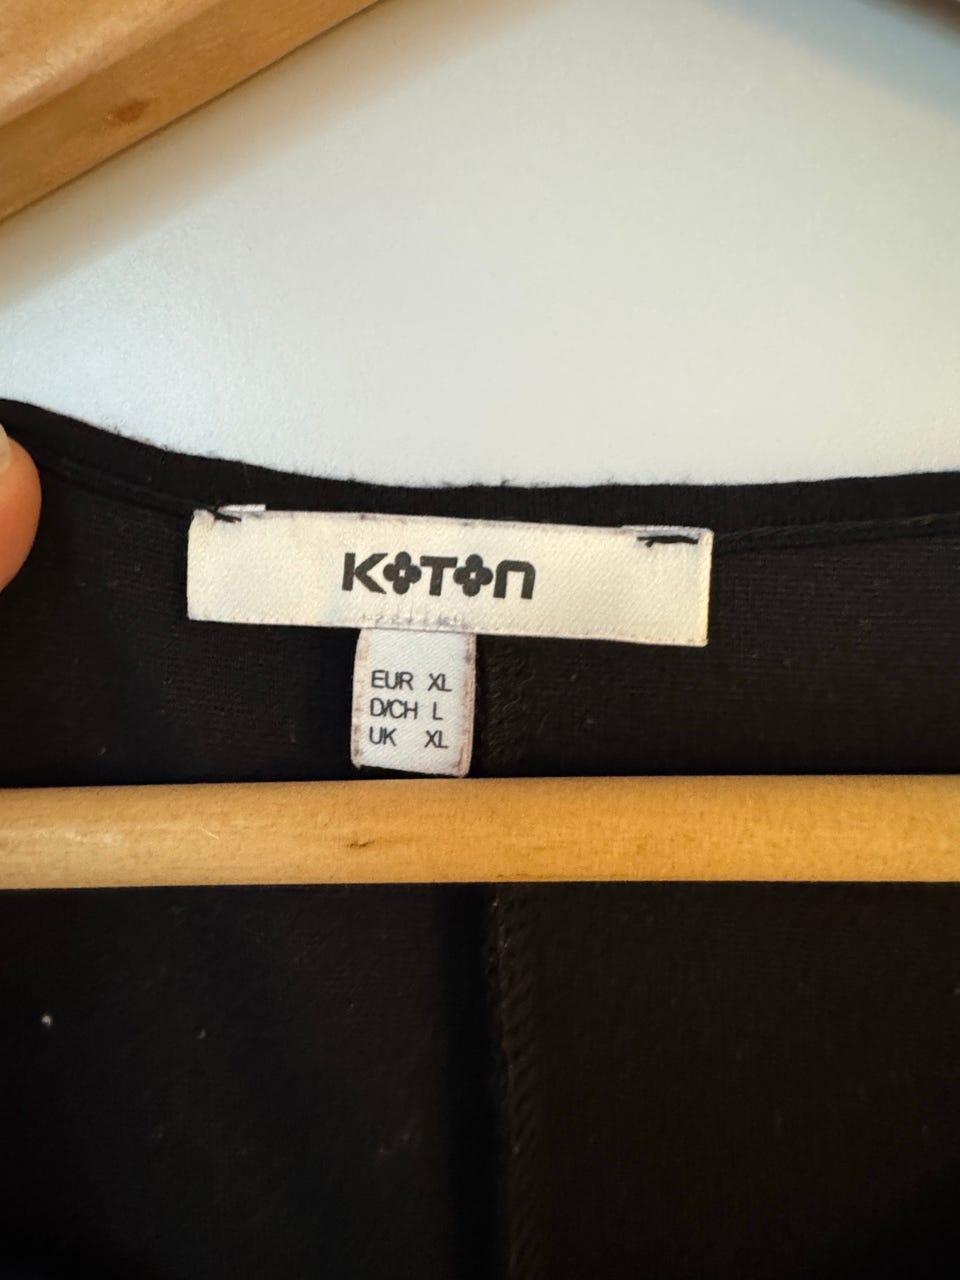 KOTON
EUR XL
D/CH L
UK XL